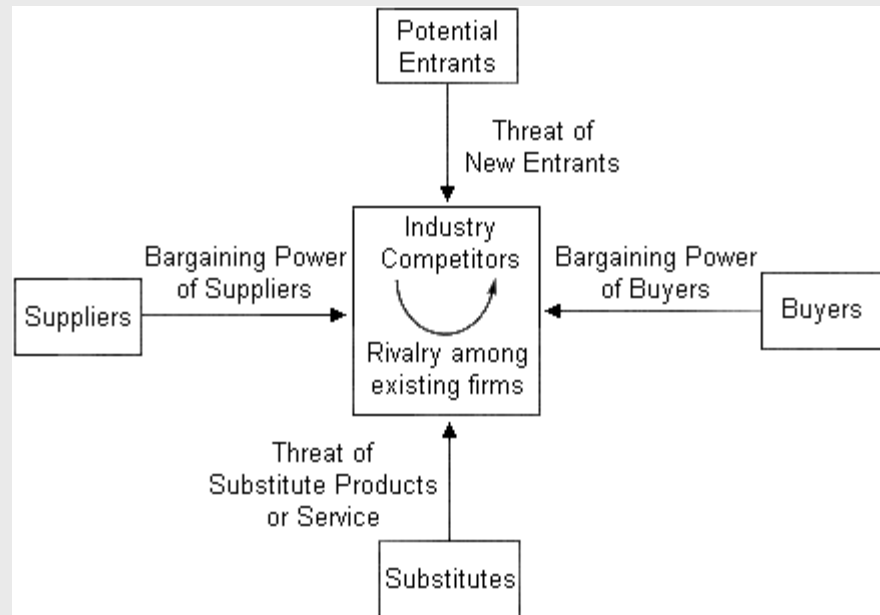 Potential
Entrants
Threat of
New Entrants
Industry
Competitors
Bargaining Power
of Suppliers
Bargaining Power
of Buyers
Suppliers
Buyers
Rivalry among
existing firms
Threat of
Substitute Products
or Service
Substitutes